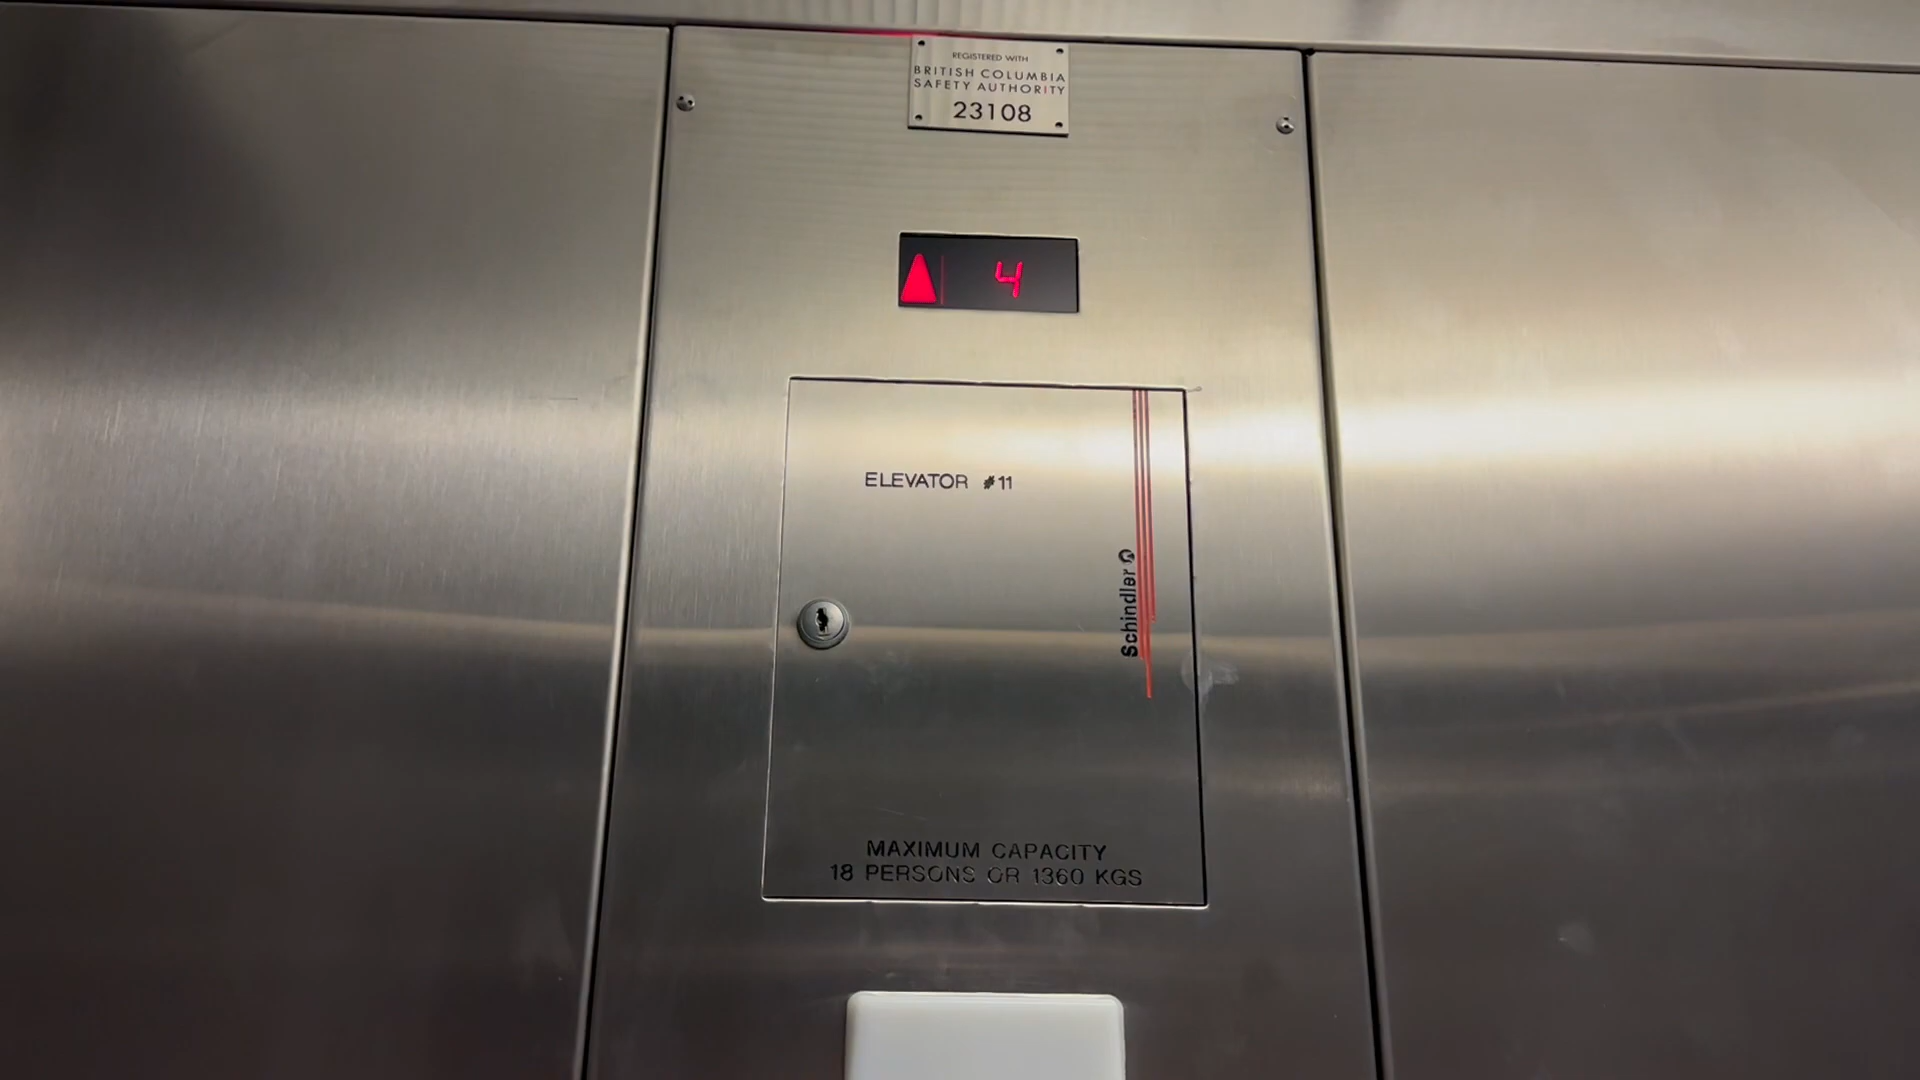 REGISTERED WITH
BRITISH COLUMBIA
SAFETY AUTHORITY
23108
4
ELEVATOR #11
Schindler
MAXIMUM CAPACITY
18 PERSONS OR 1360 KGS